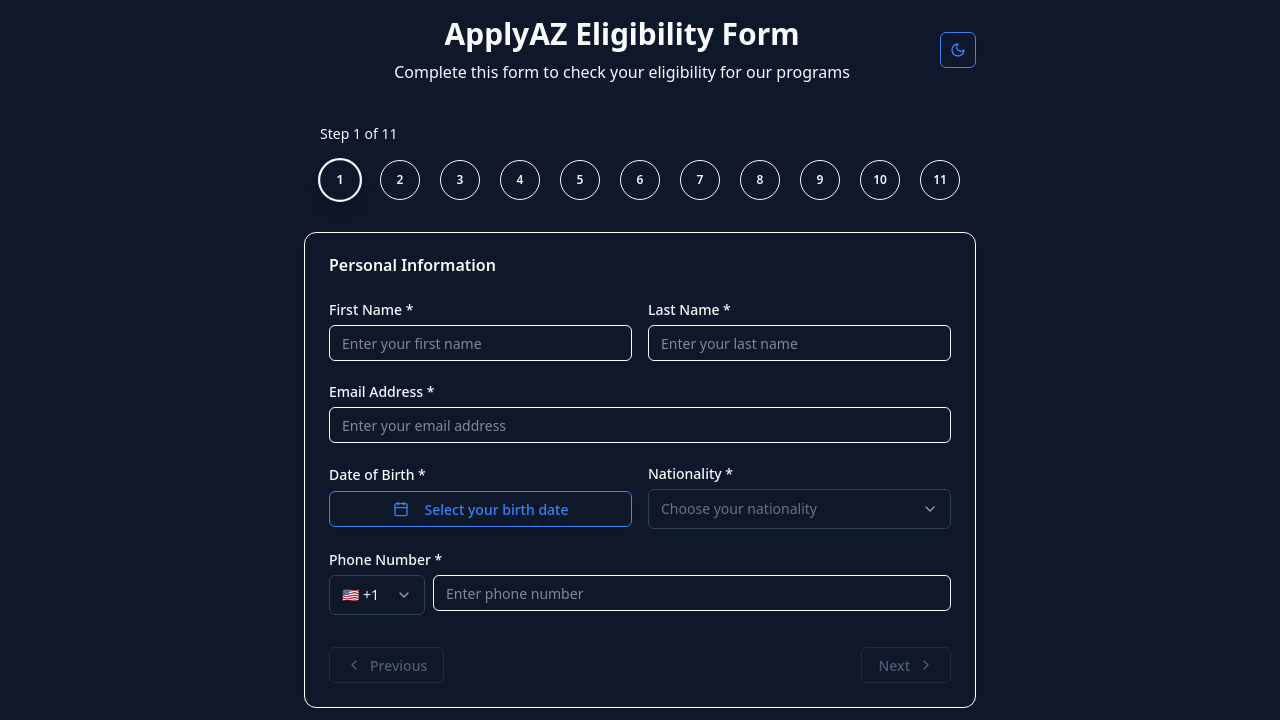 ApplyAZ Eligibility Form
Complete this form to check your eligibility for our programs
Step 1 of 11
1 2 3 4 5 6 7 8 9 10 11
Personal Information
First Name * Last Name *
Enter your first name Enter your last name
Email Address *
Enter your email address
Date of Birth * Nationality *
Select your birth date Choose your nationality
Phone Number *
🇺🇸 +1 Enter phone number
Previous Next